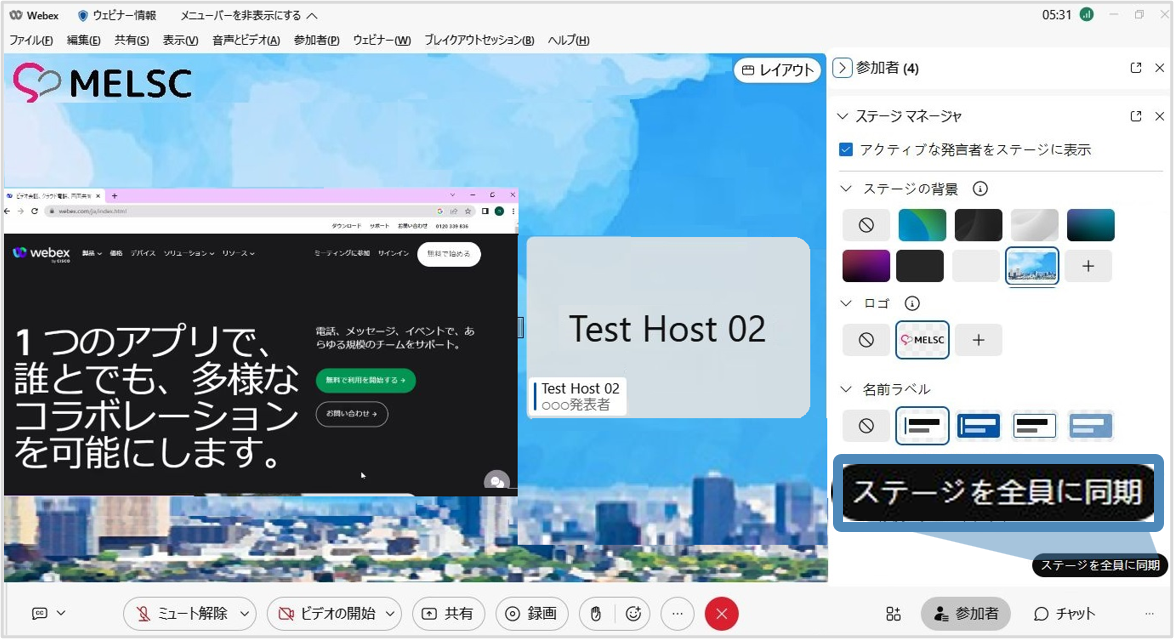 Webex ウェビナー情報 メニューバーを非表示にする 05:31
ファイル(F) 編集(E) 共有(S) 表示(V) 音声とビデオ(A) 参加者(P) ウェビナー(W) ブレイクアウトセッション(B) ヘルプ(H)
MELSC
レイアウト
webex.com/ja/index.html
ダウンロード サポート お問い合わせ 0120 339 836
webex
by CISCO
製品 価格 デバイス ソリューション リソース ミーティングに参加 サインイン 無料で始める
1 つのアプリで、
誰とでも、多様な
コラボレーション
を可能にします。
電話、メッセージ、イベントで、あ
らゆる規模のチームをサポート。
無料で利用を開始する →
お問い合わせ →
Test Host 02
Test Host 02
○○○発表者
参加者 (4)
ステージ マネージャ
アクティブな発言者をステージに表示
ステージの背景
ロゴ
MELSC
名前ラベル
ステージを全員に同期
ステージを全員に同期
ミュート解除 ビデオの開始 共有 録画 参加者 チャット